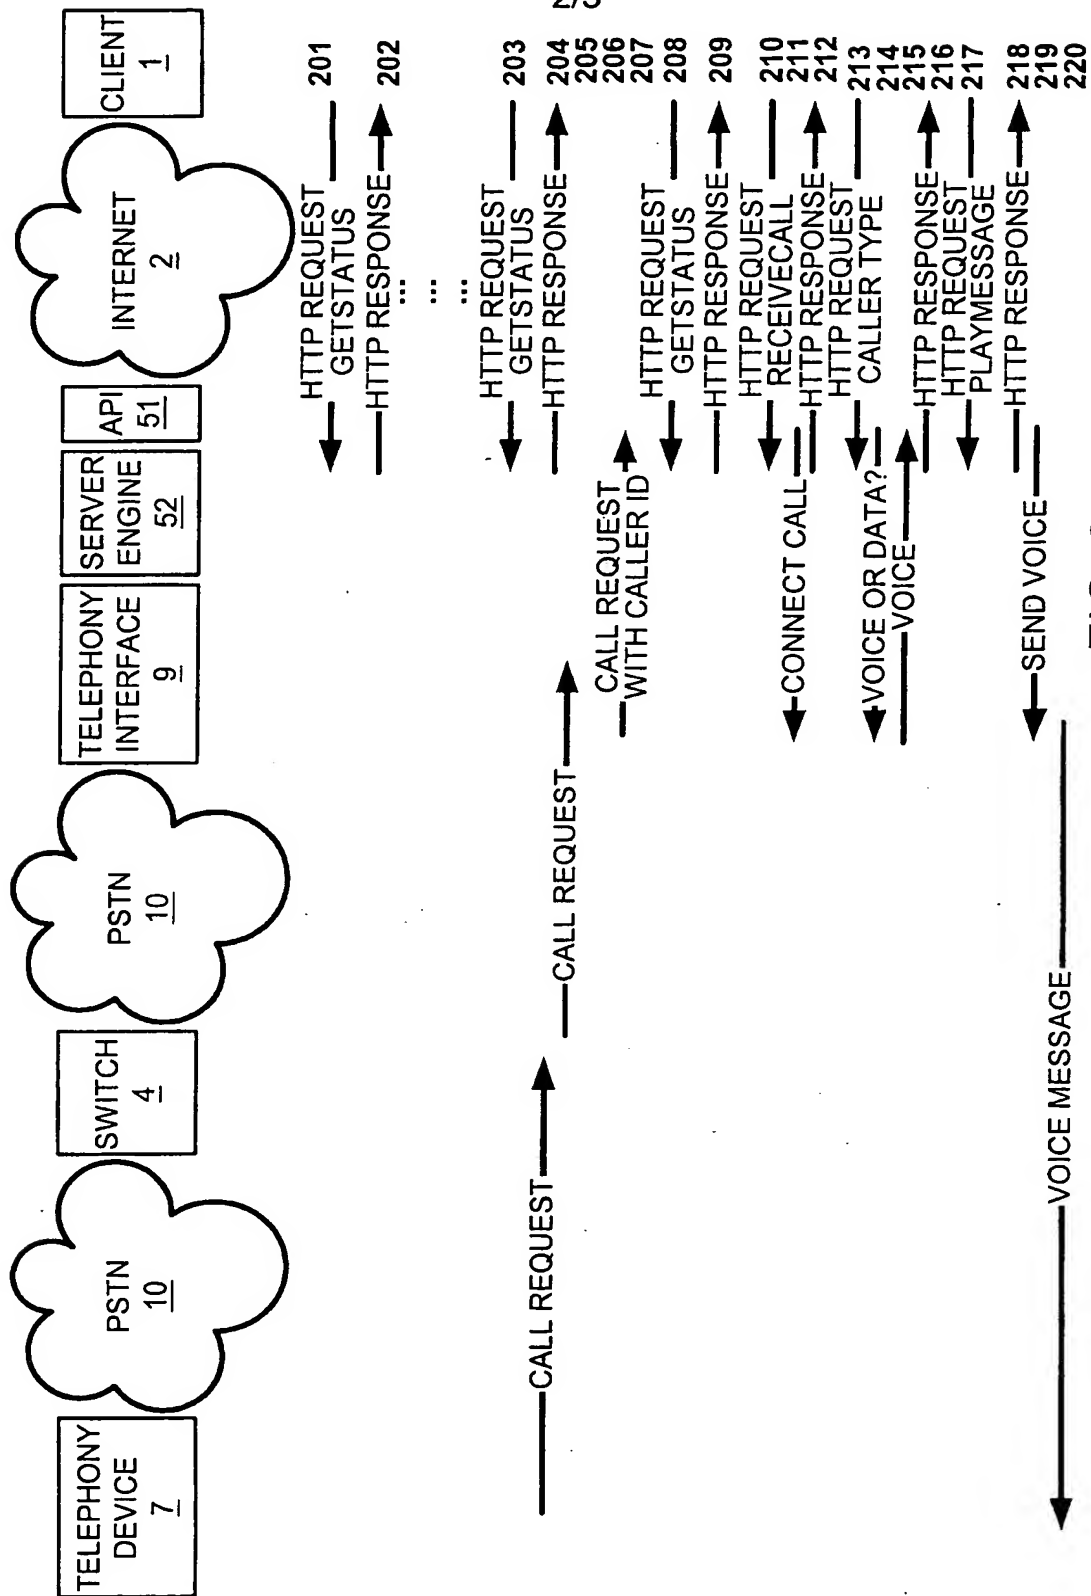 2/3
TELEPHONY
DEVICE
7
PSTN
10
SWITCH
4
PSTN
10
TELEPHONY
INTERFACE
9
SERVER
ENGINE
52
API
51
INTERNET
2
CLIENT
1
HTTP REQUEST
GETSTATUS
201
HTTP RESPONSE
202
...
...
...
HTTP REQUEST
GETSTATUS
203
HTTP RESPONSE
204
CALL REQUEST
205
CALL REQUEST
206
CALL REQUEST
WITH CALLER ID
207
HTTP REQUEST
GETSTATUS
208
HTTP RESPONSE
209
HTTP REQUEST
RECEIVECALL
210
CONNECT CALL
211
HTTP RESPONSE
212
HTTP REQUEST
CALLER TYPE
213
VOICE OR DATA?
214
VOICE
215
HTTP RESPONSE
216
HTTP REQUEST
PLAYMESSAGE
217
HTTP RESPONSE
218
SEND VOICE
219
VOICE MESSAGE
220